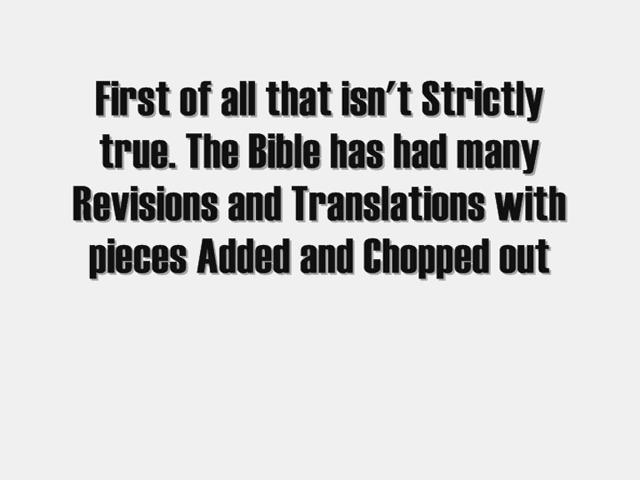 First of all that isn't Strictly
true. The Bible has had many
Revisions and Translations with
pieces Added and Chopped out